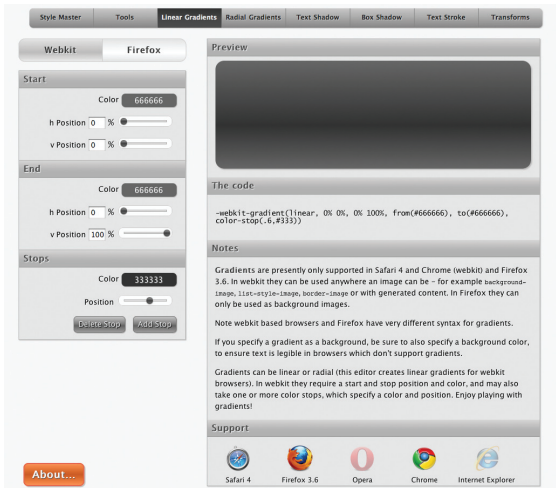 Style Master Tools Linear Gradients Radial Gradients Text Shadow Box Shadow Text Stroke Transforms
Webkit Firefox
Start
Color 666666
h Position 0 %
v Position 0 %
End
Color 666666
h Position 0 %
v Position 100 %
Stops
Color 333333
Position
Delete Stop Add Stop
About...
Preview
The code
-webkit-gradient(linear, 0% 0%, 0% 100%, from(#666666), to(#666666),
color-stop(.6,#333))
Notes
Gradients are presently only supported in Safari 4 and Chrome (webkit) and Firefox
3.6. In webkit they can be used anywhere an image can be - for example background-
image, list-style-image, border-image or with generated content. In Firefox they can
only be used as background images.
Note webkit based browsers and Firefox have very different syntax for gradients.
If you specify a gradient as a background, be sure to also specify a background color,
to ensure text is legible in browsers which don't support gradients.
Gradients can be linear or radial (this editor creates linear gradients for webkit
browsers). In webkit they require a start and stop position and color, and may also
take one or more color stops, which specify a color and position. Enjoy playing with
gradients!
Support
Safari 4 Firefox 3.6 Opera Chrome Internet Explorer